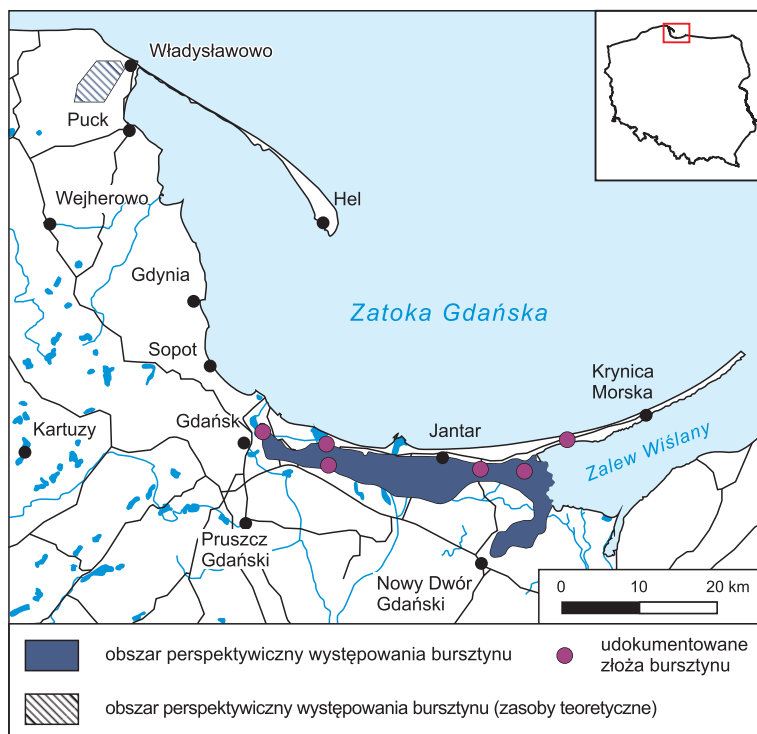 Władysławowo
Puck
Wejherowo
Hel
Gdynia
Zatoka Gdańska
Sopot
Krynica
Morska
Gdańsk
Kartuzy
Jantar
Zalew Wiślany
Pruszcz
Gdański
Nowy Dwór
Gdański
0 10 20 km
obszar perspektywiczny występowania bursztynu
udokumentowane
złoża bursztynu
obszar perspektywiczny występowania bursztynu (zasoby teoretyczne)